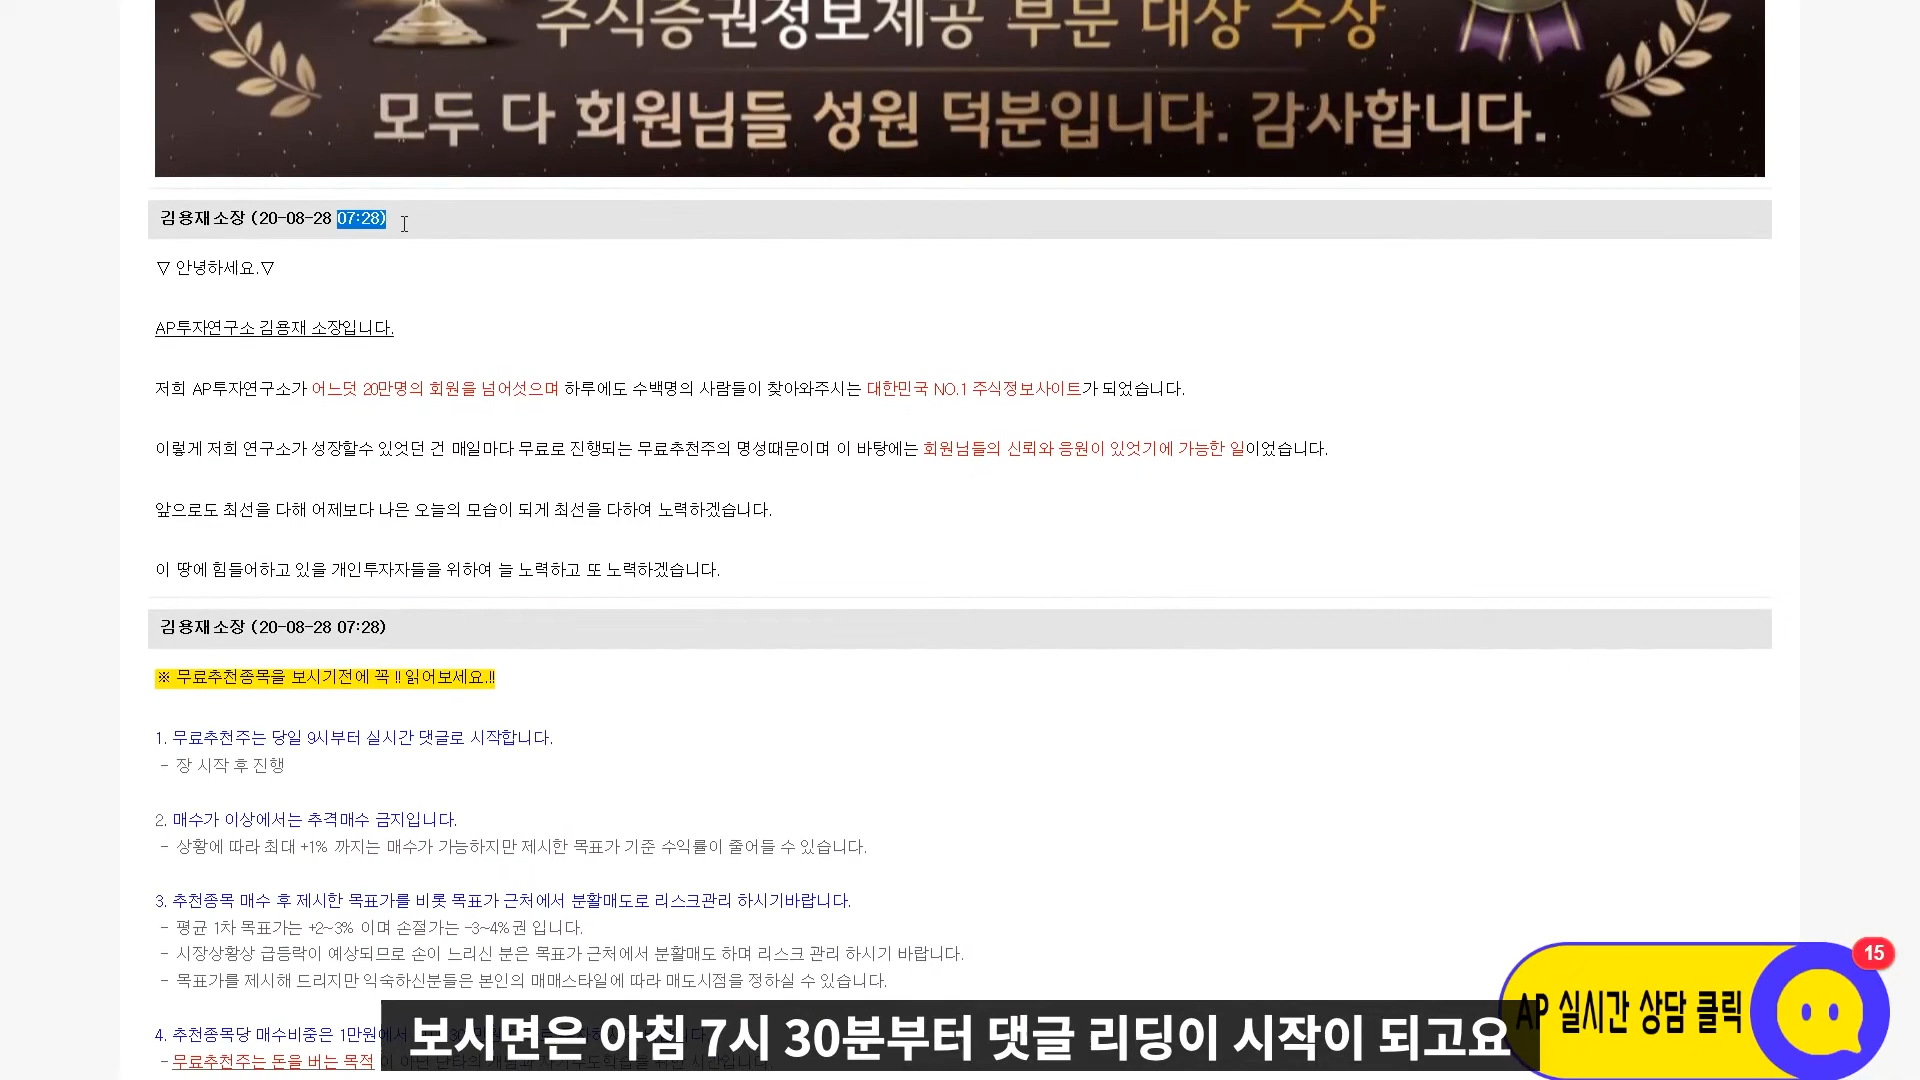 주식증권정보제공 부문 대상 수상
모두 다 회원님들 성원 덕분입니다. 감사합니다.
김용재소장 (20-08-28 07:28)
▽ 안녕하세요.▽
AP투자연구소 김용재 소장입니다.
저희 AP투자연구소가 어느덧 20만명의 회원을 넘어섯으며 하루에도 수백명의 사람들이 찾아와주시는 대한민국 NO.1 주식정보사이트가 되었습니다.
이렇게 저희 연구소가 성장할수 있엇던 건 매일마다 무료로 진행되는 무료추천주의 명성때문이며 이 바탕에는 회원님들의 신뢰와 응원이 있엇기에 가능한 일이었습니다.
앞으로도 최선을 다해 어제보다 나은 오늘의 모습이 되게 최선을 다하여 노력하겠습니다.
이 땅에 힘들어하고 있을 개인투자자들을 위하여 늘 노력하고 또 노력하겠습니다.
김용재소장 (20-08-28 07:28)
※ 무료추천종목을 보시기전에 꼭 !! 읽어보세요.!!
1. 무료추천주는 당일 9시부터 실시간 댓글로 시작합니다.
- 장 시작 후 진행
2. 매수가 이상에서는 추격매수 금지입니다.
- 상황에 따라 최대 +1% 까지는 매수가 가능하지만 제시한 목표가 기준 수익률이 줄어들 수 있습니다.
3. 추천종목 매수 후 제시한 목표가를 비롯 목표가 근처에서 분할매도로 리스크관리 하시기바랍니다.
- 평균 1차 목표가는 +2~3% 이며 손절가는 -3~4%권 입니다.
- 시장상황상 급등락이 예상되므로 손이 느리신 분은 목표가 근처에서 분할매도 하며 리스크 관리 하시기 바랍니다.
- 목표가를 제시해 드리지만 익숙하신분들은 본인의 매매스타일에 따라 매도시점을 정하실 수 있습니다.
4. 추천종목당 매수비중은 1만원에서
- 무료추천주는 돈을 버는 목적
보시면은 아침 7시 30분부터 댓글 리딩이 시작이 되고요
AP 실시간 상담 클릭
15